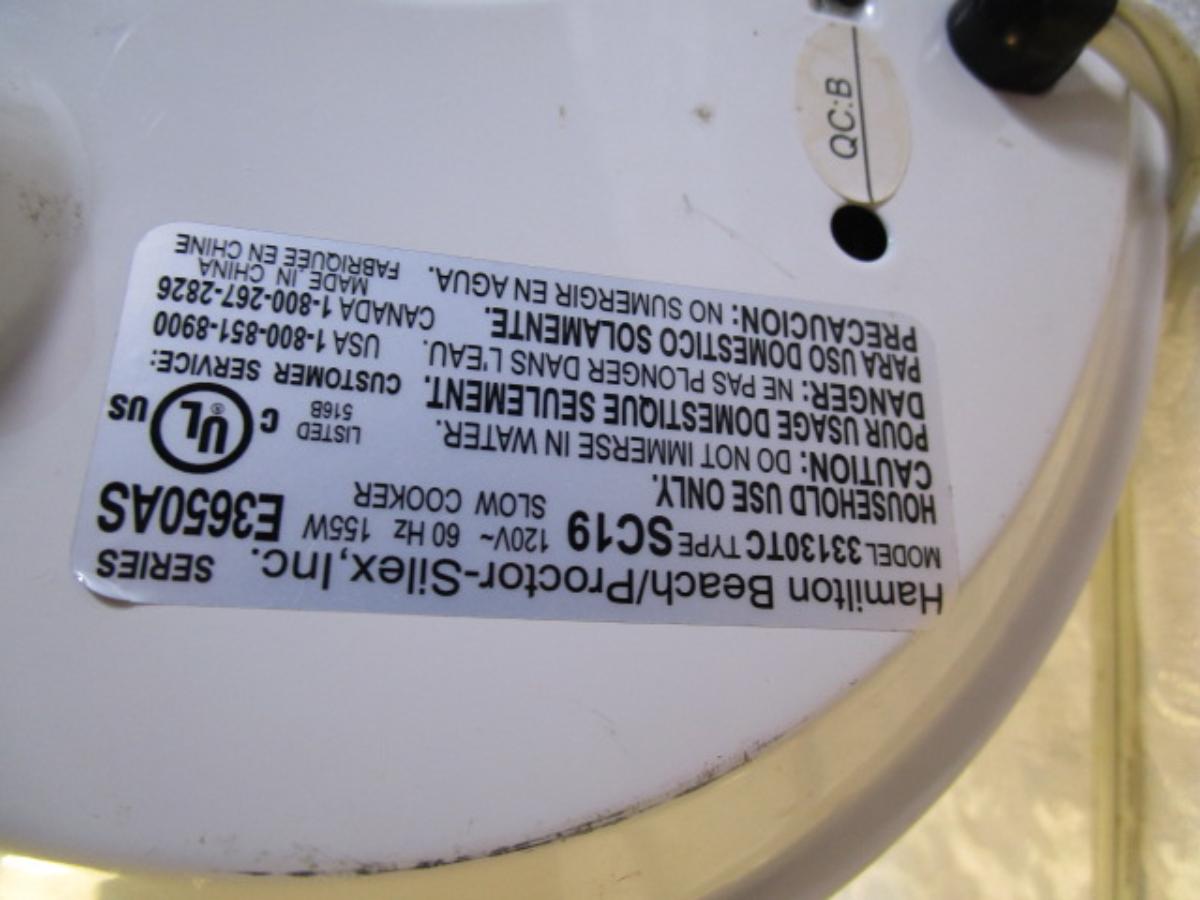 Hamilton Beach/Proctor-Silex,Inc. SERIES
MODEL 33130TC TYPE SC19 120V~ 60 Hz 155W E3650AS
HOUSEHOLD USE ONLY. SLOW COOKER
CAUTION: DO NOT IMMERSE IN WATER.
POUR USAGE DOMESTIQUE SEULEMENT.
DANGER: NE PAS PLONGER DANS L'EAU.
PARA USO DOMESTICO SOLAMENTE.
PRECAUCION: NO SUMERGIR EN AGUA.
LISTED
516B
C UL® US
CUSTOMER SERVICE:
USA 1-800-851-8900
CANADA 1-800-267-2826
MADE IN CHINA
FABRIQUÉE EN CHINE
QC:B